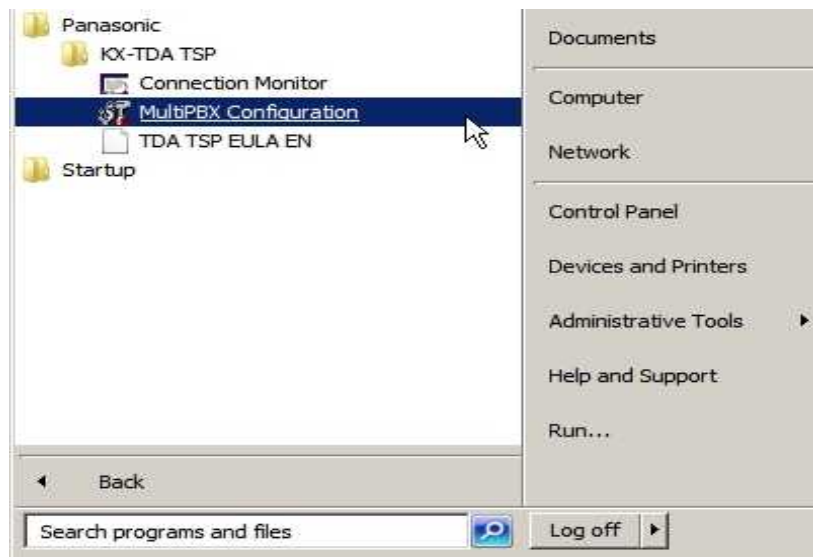 Panasonic
KX-TDA TSP
Connection Monitor
MultiPBX Configuration
TDA TSP EULA EN
Startup
Back
Search programs and files
Documents
Computer
Network
Control Panel
Devices and Printers
Administrative Tools
Help and Support
Run...
Log off